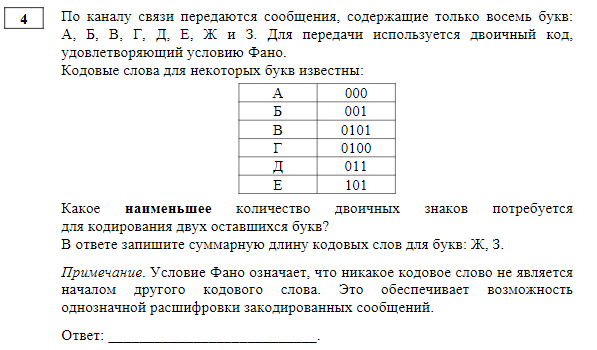 4
По каналу связи передаются сообщения, содержащие только восемь букв:
А, Б, В, Г, Д, Е, Ж и З. Для передачи используется двоичный код,
удовлетворяющий условию Фано.
Кодовые слова для некоторых букв известны:
А 000
Б 001
В 0101
Г 0100
Д 011
Е 101
Какое наименьшее количество двоичных знаков потребуется
для кодирования двух оставшихся букв?
В ответе запишите суммарную длину кодовых слов для букв: Ж, З.
Примечание. Условие Фано означает, что никакое кодовое слово не является
началом другого кодового слова. Это обеспечивает возможность
однозначной расшифровки закодированных сообщений.
Ответ: ___________________________.